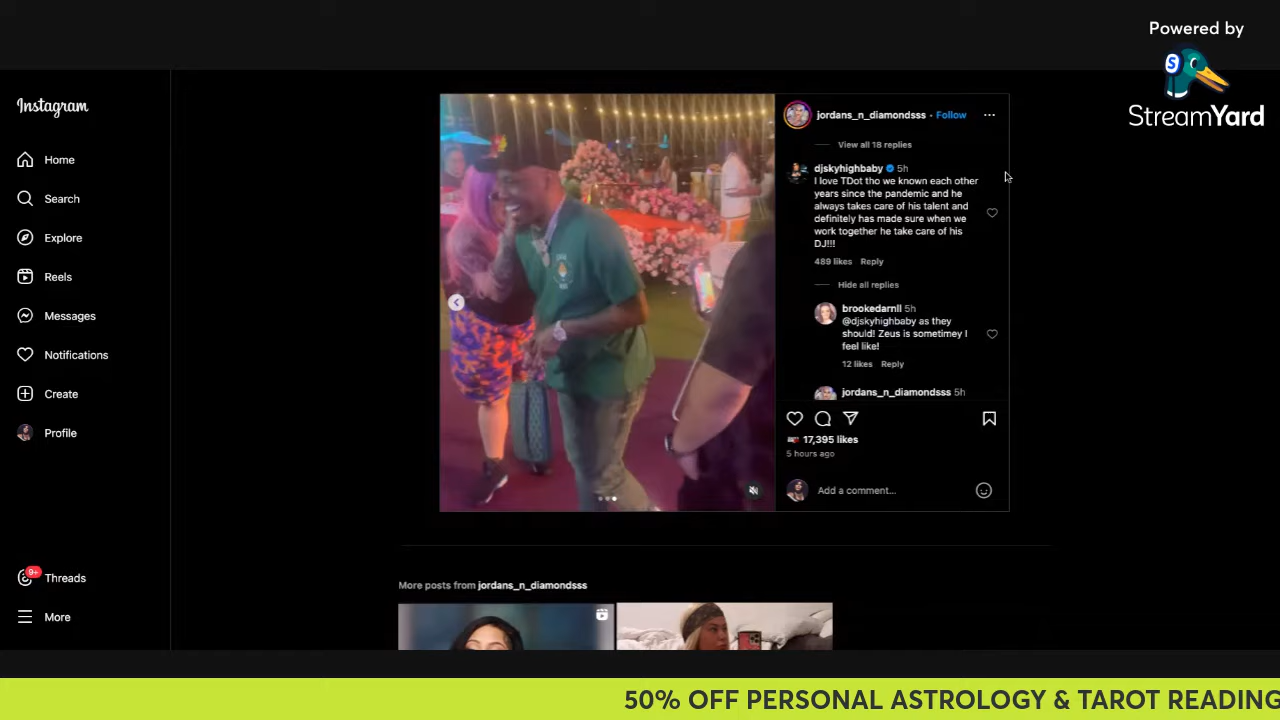 Powered by
StreamYard
Instagram
Home
Search
Explore
Reels
Messages
Notifications
Create
Profile
9+
Threads
More
jordans_n_diamondsss • Follow
View all 18 replies
djskyhighbaby 5h
I love TDot tho we known each other
years since the pandemic and he
always takes care of his talent and
definitely has made sure when we
work together he take care of his
DJ!!!
489 likes Reply
Hide all replies
brookedarnll 5h
@djskyhighbaby as they
should! Zeus is sometimey I
feel like!
12 likes Reply
jordans_n_diamondsss 5h
17,395 likes
5 hours ago
Add a comment...
More posts from jordans_n_diamondsss
50% OFF PERSONAL ASTROLOGY & TAROT READING